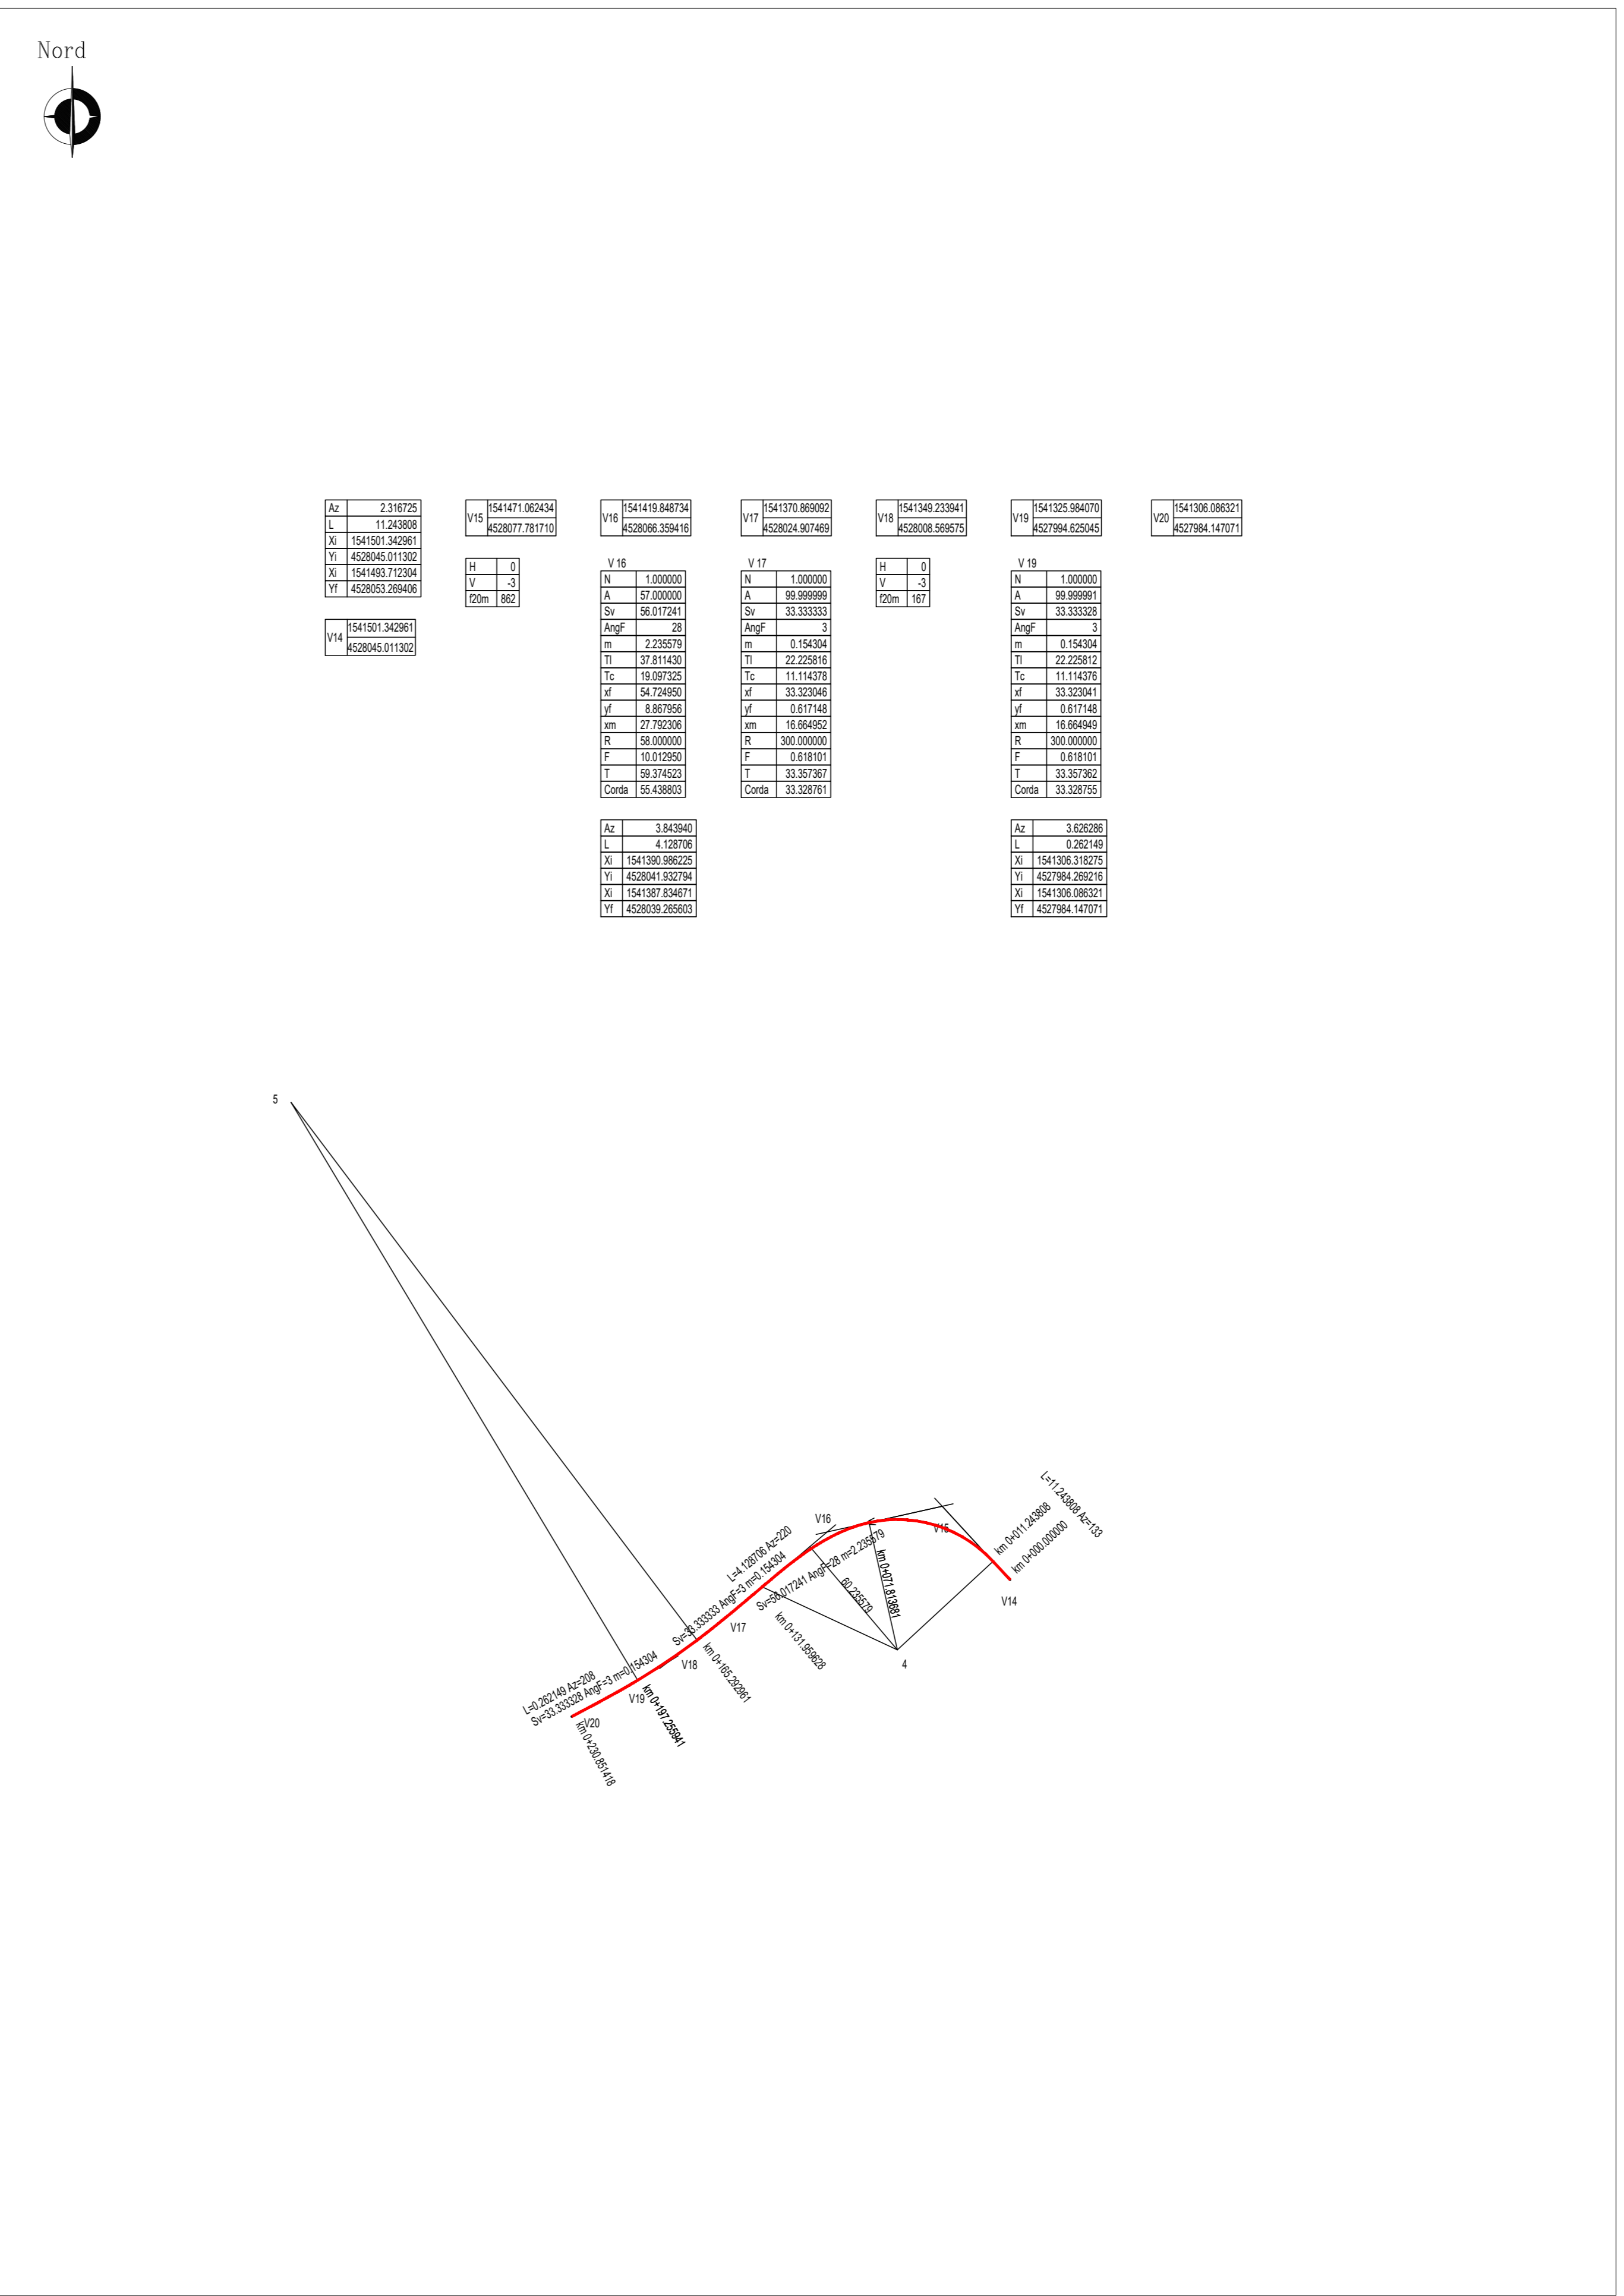 Nord
Az 2.316725
L 11.243808
Xi 1541501.342961
Yi 4528045.011302
Xi 1541493.712304
Yf 4528053.269406
V14 1541501.342961
4528045.011302
V15 1541471.062434
4528077.781710
H 0
V -3
f20m 862
V16 1541419.848734
4528066.359416
V 16
N 1.000000
A 57.000000
Sv 56.017241
AngF 28
m 2.235579
Tl 37.811430
Tc 19.097325
xf 54.724950
yf 8.867956
xm 27.792306
R 58.000000
F 10.012950
T 59.374523
Corda 55.438803
Az 3.843940
L 4.128706
Xi 1541390.986225
Yi 4528041.932794
Xi 1541387.834671
Yf 4528039.265603
V17 1541370.869092
4528024.907469
V 17
N 1.000000
A 99.999999
Sv 33.333333
AngF 3
m 0.154304
Tl 22.225816
Tc 11.114378
xf 33.323046
yf 0.617148
xm 16.664952
R 300.000000
F 0.618101
T 33.357367
Corda 33.328761
V18 1541349.233941
4528008.569575
H 0
V -3
f20m 167
V19 1541325.984070
4527994.625045
V 19
N 1.000000
A 99.999991
Sv 33.333328
AngF 3
m 0.154304
Tl 22.225812
Tc 11.114376
xf 33.323041
yf 0.617148
xm 16.664949
R 300.000000
F 0.618101
T 33.357362
Corda 33.328755
Az 3.626286
L 0.262149
Xi 1541306.318275
Yi 4527984.269216
Xi 1541306.086321
Yf 4527984.147071
V20 1541306.086321
4527984.147071
5
L=11.243808 Az=133
km 0+011.243808
km 0+000.000000
V14
V15
V16
km 0+071.813681
60.235579
4
Sv=56.017241 AngF=28 m=2.235579
L=4.128706 Az=220
Sv=33.333333 AngF=3 m=0.154304
km 0+131.959628
V17
km 0+165.292961
V18
V19
km 0+197.255941
L=0.262149 Az=208
Sv=33.333328 AngF=3 m=0.154304
V20
km 0+230.851418